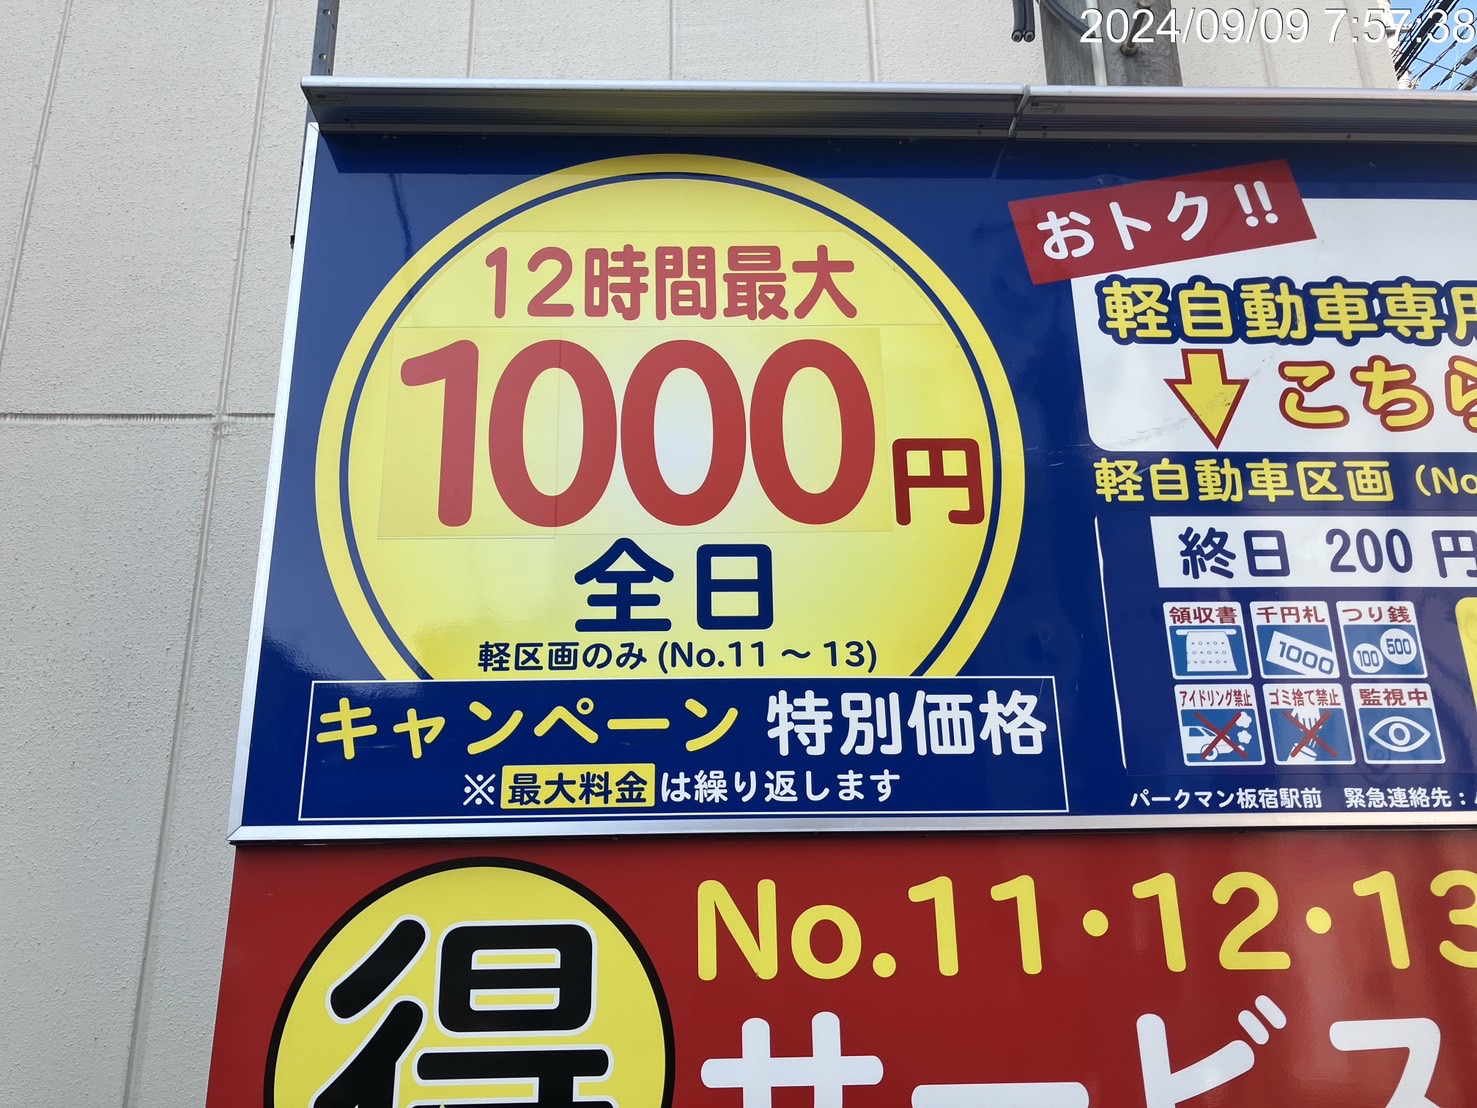 2024/09/09 7:57:38
12時間最大
1000円
全日
軽区画のみ(No.11 ～ 13)
キャンペーン 特別価格
※最大料金は繰り返します
おトク!!
軽自動車専用
こちら
軽自動車区画（No
終日 200 円
領収書 千円札 つり銭
1000 100 500
アイドリング禁止 ゴミ捨て禁止 監視中
パークマン板宿駅前 緊急連絡先：
得
No.11・12・13
サービス